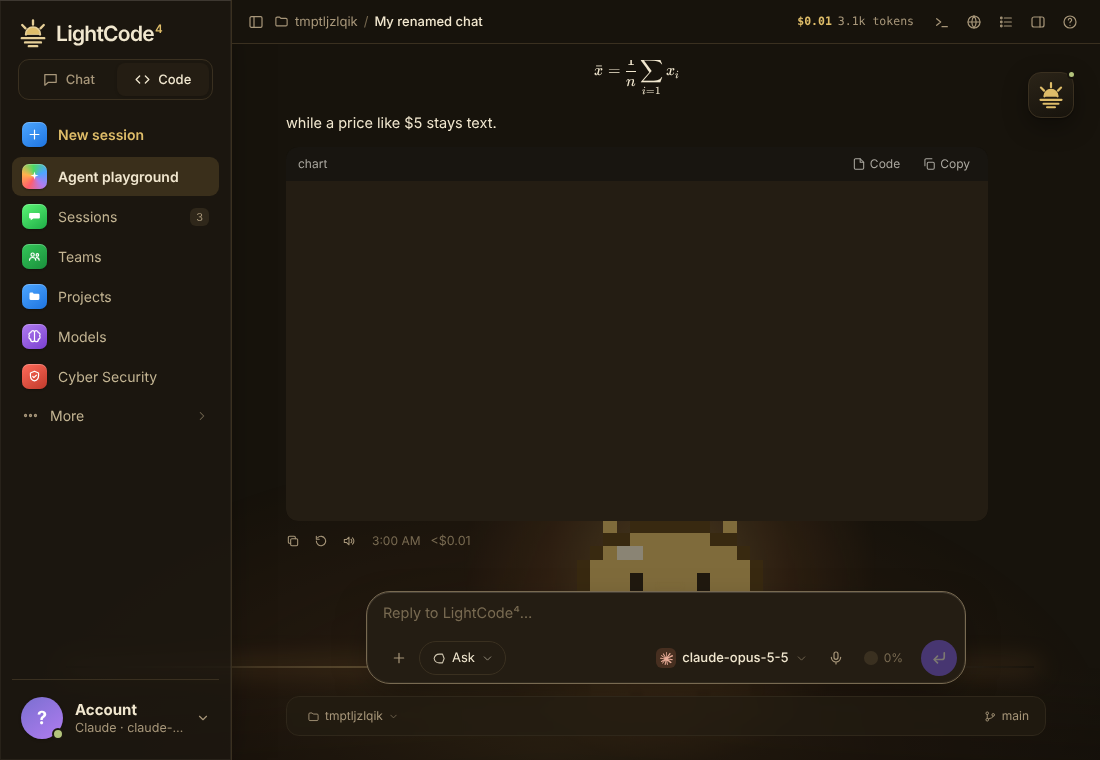 LightCode⁴
Chat
Code
New session
Agent playground
Sessions
3
Teams
Projects
Models
Cyber Security
More
Account
Claude · claude-...
?
tmptljzlqik / My renamed chat
$0.01 3.1k tokens
x̄ = 1/n ∑ i=1 xᵢ
while a price like $5 stays text.
chart
Code
Copy
3:00 AM <$0.01
Reply to LightCode⁴...
Ask
claude-opus-5-5
0%
tmptljzlqik
main